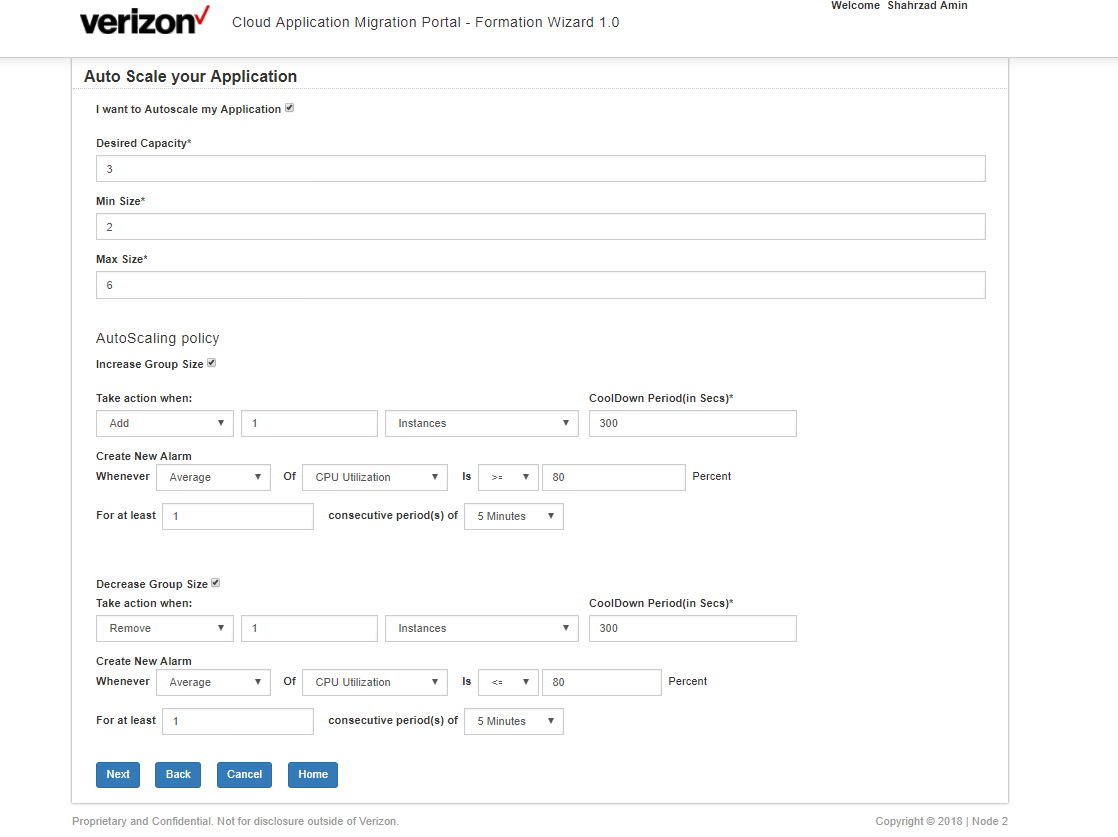 Welcome Shahrzad Amin
verizon Cloud Application Migration Portal - Formation Wizard 1.0
Auto Scale your Application
I want to Autoscale my Application
Desired Capacity*
3
Min Size*
2
Max Size*
6
AutoScaling policy
Increase Group Size
Take action when: CoolDown Period(in Secs)*
Add 1 Instances 300
Create New Alarm
Whenever Average Of CPU Utilization Is >= 80 Percent
For at least 1 consecutive period(s) of 5 Minutes
Decrease Group Size
Take action when: CoolDown Period(in Secs)*
Remove 1 Instances 300
Create New Alarm
Whenever Average Of CPU Utilization Is <= 80 Percent
For at least 1 consecutive period(s) of 5 Minutes
Next Back Cancel Home
Proprietary and Confidential. Not for disclosure outside of Verizon. Copyright © 2018 | Node 2